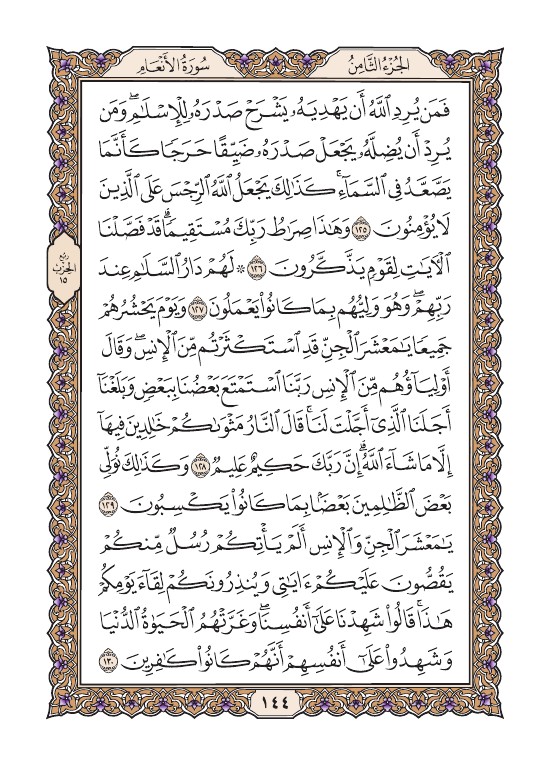 الجُزْءُ الثَّامِنُ
سُورَةُ الأَنْعَامِ
فَمَن يُرِدِ ٱللَّهُ أَن يَهْدِيَهُۥ يَشْرَحْ صَدْرَهُۥ لِلْإِسْلَٰمِۖ وَمَن
يُرِدْ أَن يُضِلَّهُۥ يَجْعَلْ صَدْرَهُۥ ضَيِّقًا حَرَجًا كَأَنَّمَا
يَصَّعَّدُ فِي ٱلسَّمَآءِۚ كَذَٰلِكَ يَجْعَلُ ٱللَّهُ ٱلرِّجْسَ عَلَى ٱلَّذِينَ
لَا يُؤْمِنُونَ ١٢٥ وَهَٰذَا صِرَٰطُ رَبِّكَ مُسْتَقِيمًاۗ قَدْ فَصَّلْنَا
ٱلْأٓيَٰتِ لِقَوْمٍ يَذَّكَّرُونَ ١٢٦ ۞ لَهُمْ دَارُ ٱلسَّلَٰمِ عِندَ
رَبِّهِمْۖ وَهُوَ وَلِيُّهُم بِمَا كَانُوا۟ يَعْمَلُونَ ١٢٧ وَيَوْمَ يَحْشُرُهُمْ
جَمِيعًا يَٰمَعْشَرَ ٱلْجِنِّ قَدِ ٱسْتَكْثَرْتُم مِّنَ ٱلْإِنسِۖ وَقَالَ
أَوْلِيَآؤُهُم مِّنَ ٱلْإِنسِ رَبَّنَا ٱسْتَمْتَعَ بَعْضُنَا بِبَعْضٍ وَبَلَغْنَآ
أَجَلَنَا ٱلَّذِيٓ أَجَّلْتَ لَنَاۚ قَالَ ٱلنَّارُ مَثْوَىٰكُمْ خَٰلِدِينَ فِيهَآ
إِلَّا مَا شَآءَ ٱللَّهُۗ إِنَّ رَبَّكَ حَكِيمٌ عَلِيمٌ ١٢٨ وَكَذَٰلِكَ نُوَلِّي
بَعْضَ ٱلظَّٰلِمِينَ بَعْضًۢا بِمَا كَانُوا۟ يَكْسِبُونَ ١٢٩
يَٰمَعْشَرَ ٱلْجِنِّ وَٱلْإِنسِ أَلَمْ يَأْتِكُمْ رُسُلٌ مِّنكُمْ
يَقُصُّونَ عَلَيْكُمْ ءَايَٰتِي وَيُنذِرُونَكُمْ لِقَآءَ يَوْمِكُمْ
هَٰذَاۚ قَالُوا۟ شَهِدْنَا عَلَىٰٓ أَنفُسِنَاۖ وَغَرَّتْهُمُ ٱلْحَيَوٰةُ ٱلدُّنْيَا
وَشَهِدُوا۟ عَلَىٰٓ أَنفُسِهِمْ أَنَّهُمْ كَانُوا۟ كَٰفِرِينَ ١٣٠
ربع
الحزب
١٥
١٤٤